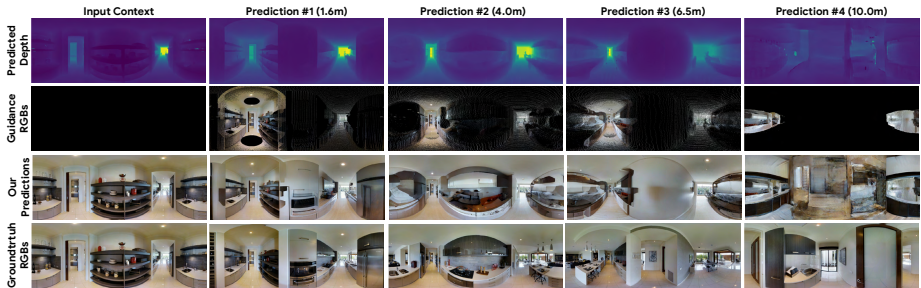 Input Context
Prediction #1 (1.6m)
Prediction #2 (4.0m)
Prediction #3 (6.5m)
Prediction #4 (10.0m)
Predicted
Depth
Guidance
RGBs
Our
Predictions
Groundtrtuh
RGBs